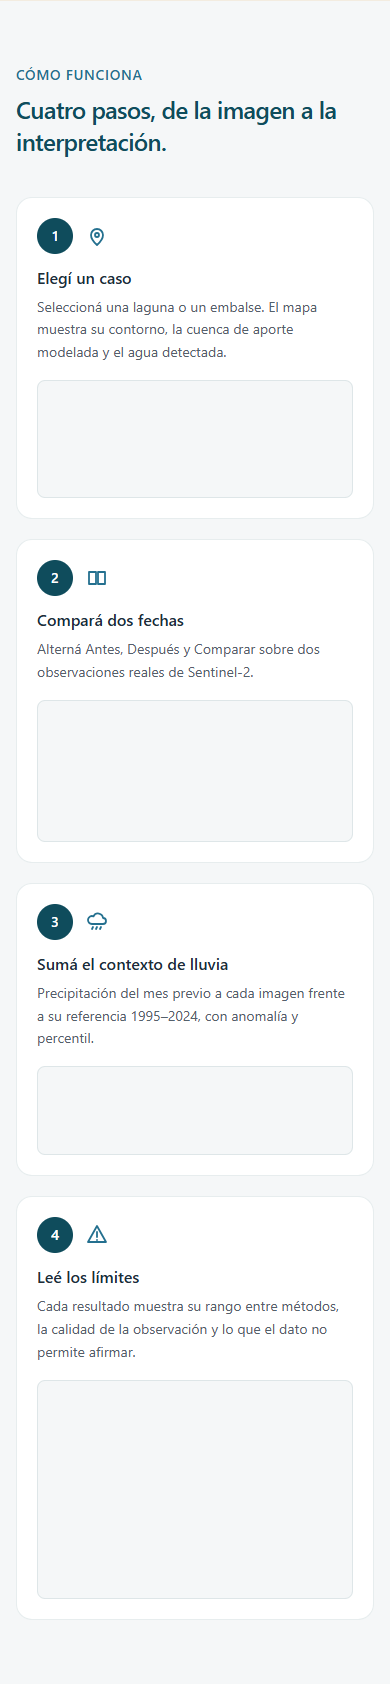 CÓMO FUNCIONA
Cuatro pasos, de la imagen a la
interpretación.
1
Elegí un caso
Seleccioná una laguna o un embalse. El mapa
muestra su contorno, la cuenca de aporte
modelada y el agua detectada.
2
Compará dos fechas
Alterná Antes, Después y Comparar sobre dos
observaciones reales de Sentinel-2.
3
Sumá el contexto de lluvia
Precipitación del mes previo a cada imagen frente
a su referencia 1995–2024, con anomalía y
percentil.
4
Leé los límites
Cada resultado muestra su rango entre métodos,
la calidad de la observación y lo que el dato no
permite afirmar.